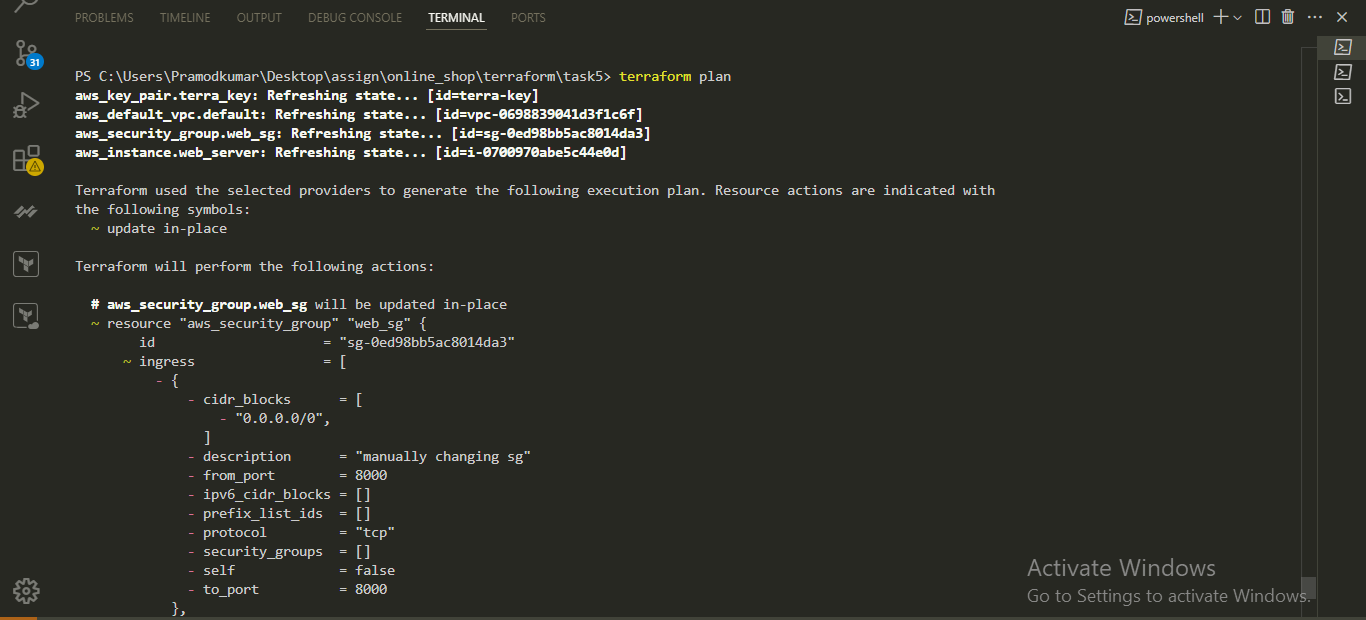 PROBLEMS TIMELINE OUTPUT DEBUG CONSOLE TERMINAL PORTS powershell
31
PS C:\Users\Pramodkumar\Desktop\assign\online_shop\terraform\task5> terraform plan
aws_key_pair.terra_key: Refreshing state... [id=terra-key]
aws_default_vpc.default: Refreshing state... [id=vpc-0698839041d3f1c6f]
aws_security_group.web_sg: Refreshing state... [id=sg-0ed98bb5ac8014da3]
aws_instance.web_server: Refreshing state... [id=i-0700970abe5c44e0d]
Terraform used the selected providers to generate the following execution plan. Resource actions are indicated with
the following symbols:
~ update in-place
Terraform will perform the following actions:
# aws_security_group.web_sg will be updated in-place
~ resource "aws_security_group" "web_sg" {
id = "sg-0ed98bb5ac8014da3"
~ ingress = [
- {
- cidr_blocks = [
- "0.0.0.0/0",
]
- description = "manually changing sg"
- from_port = 8000
- ipv6_cidr_blocks = []
- prefix_list_ids = []
- protocol = "tcp"
- security_groups = []
- self = false
- to_port = 8000
},
Activate Windows
Go to Settings to activate Windows.